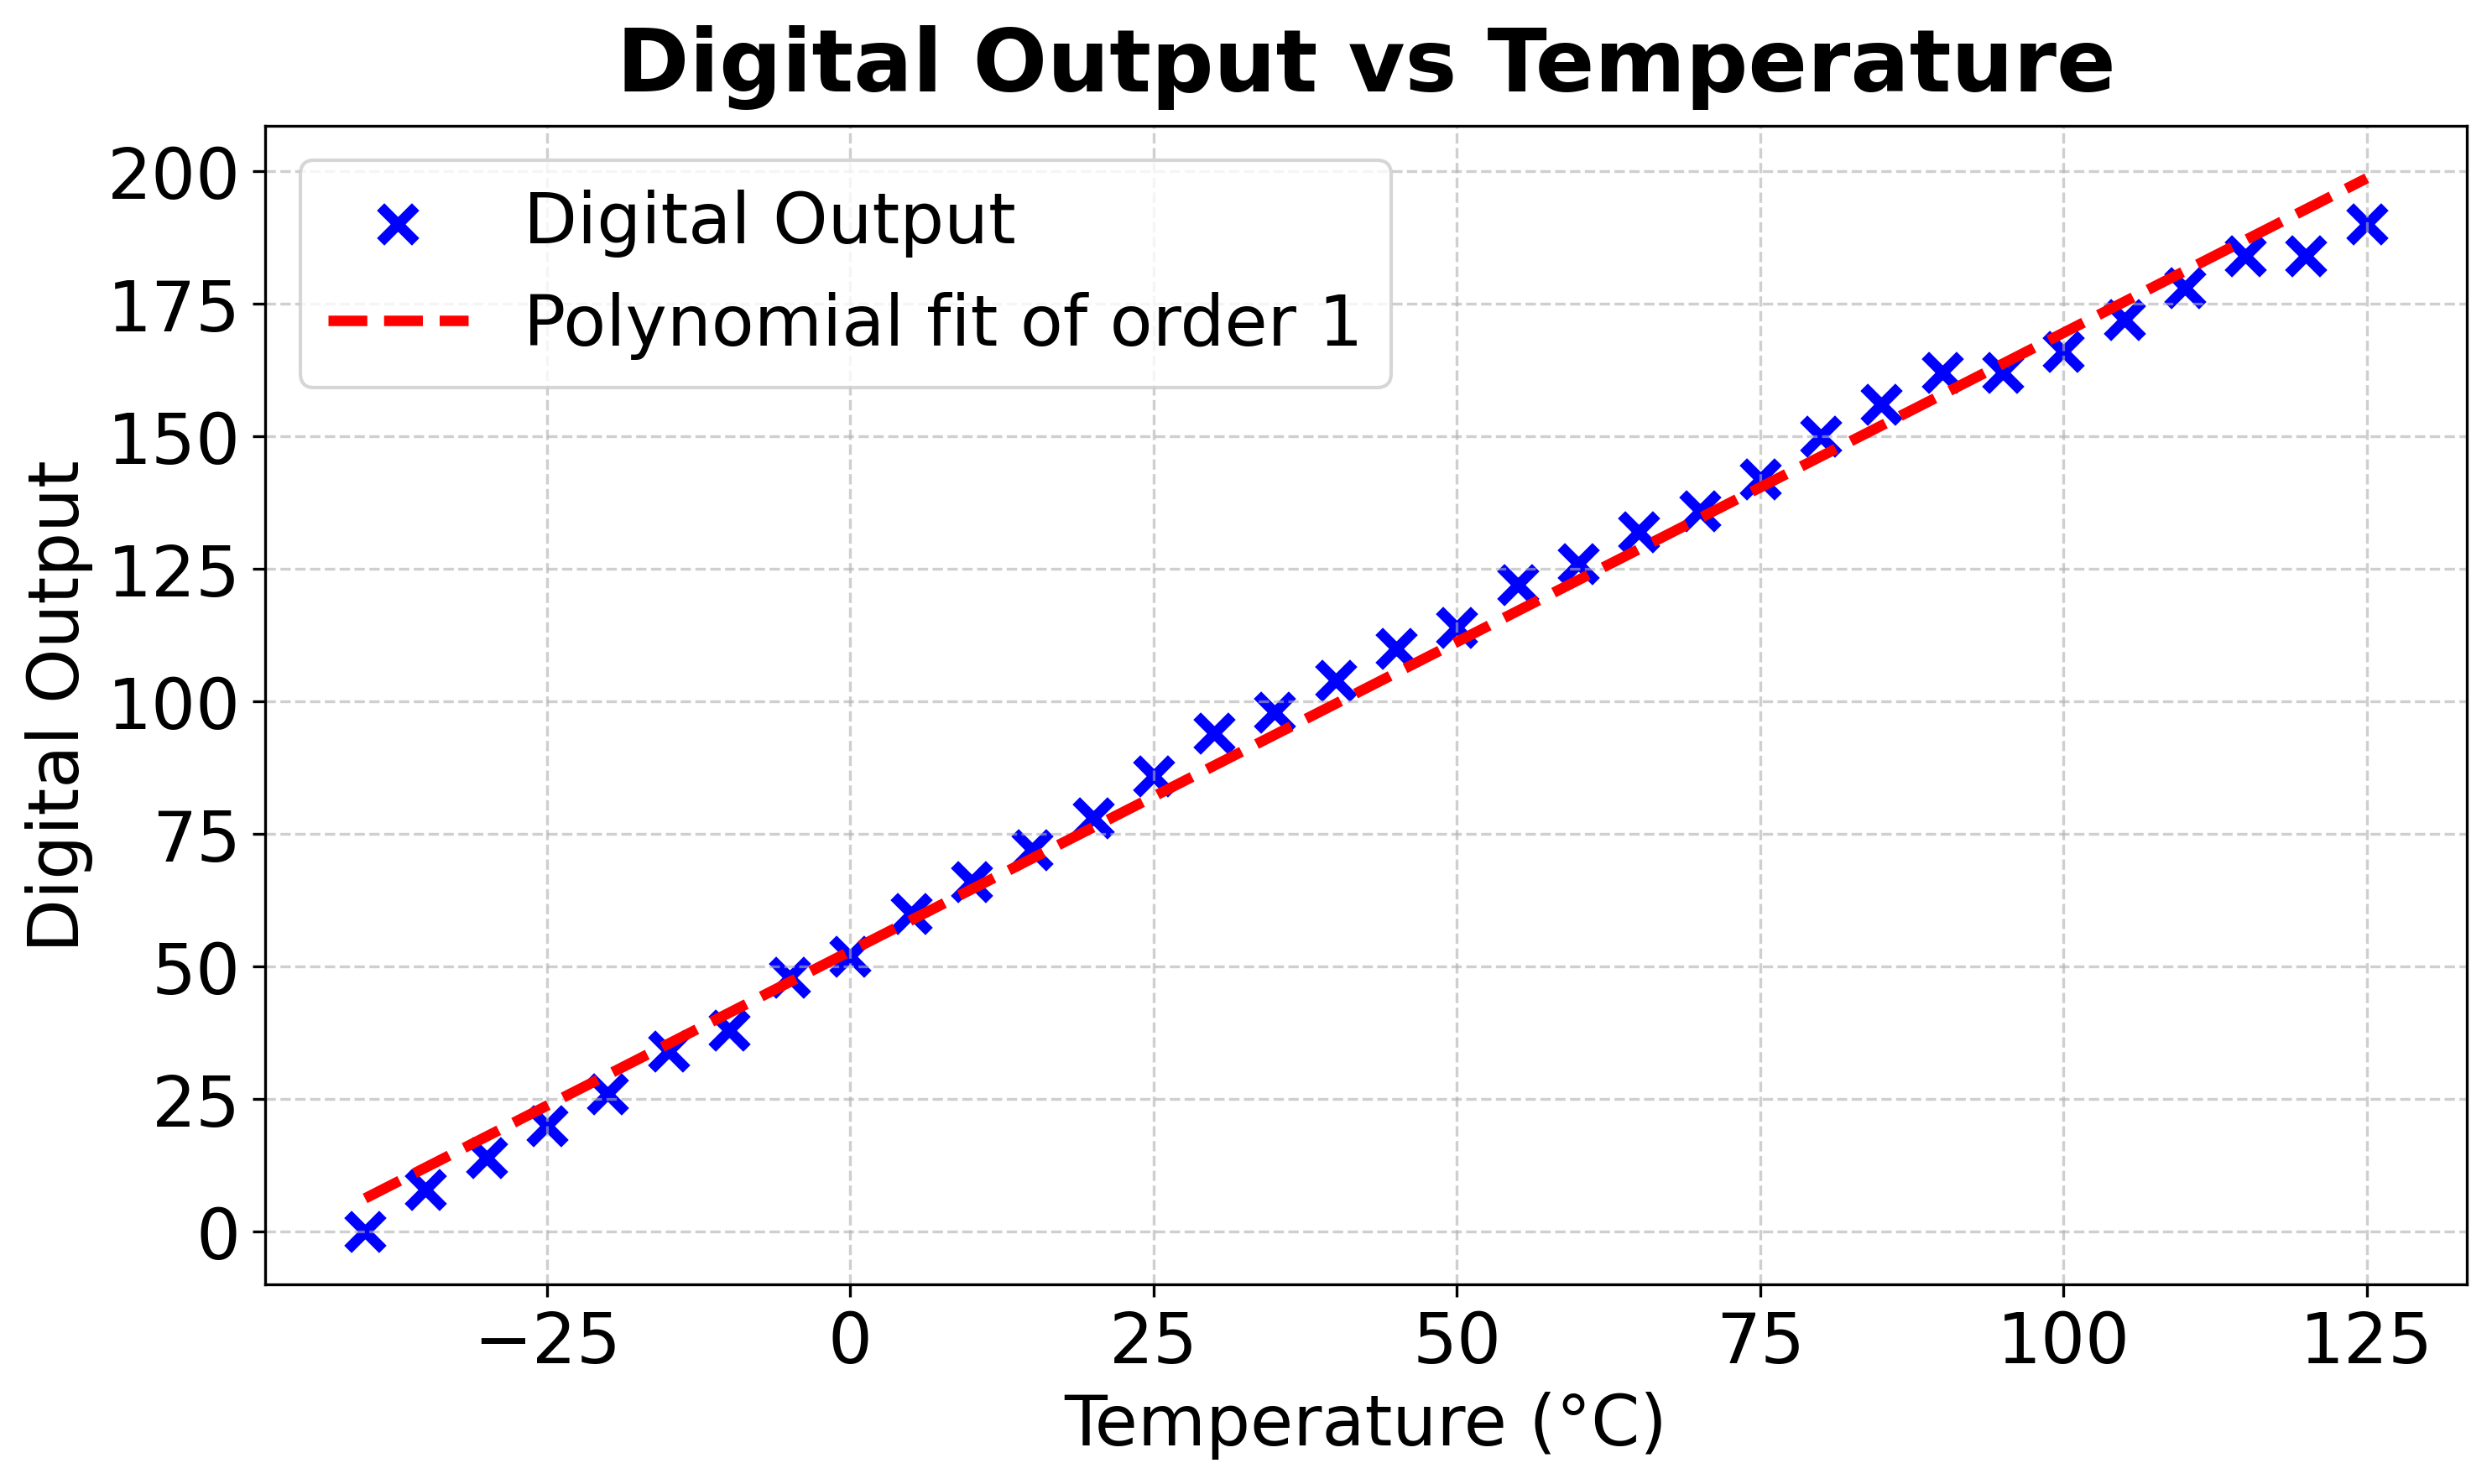 Digital Output vs Temperature
Digital Output
Polynomial fit of order 1
200
175
150
125
100
75
50
25
0
Digital Output
−25 0 25 50 75 100 125
Temperature (°C)